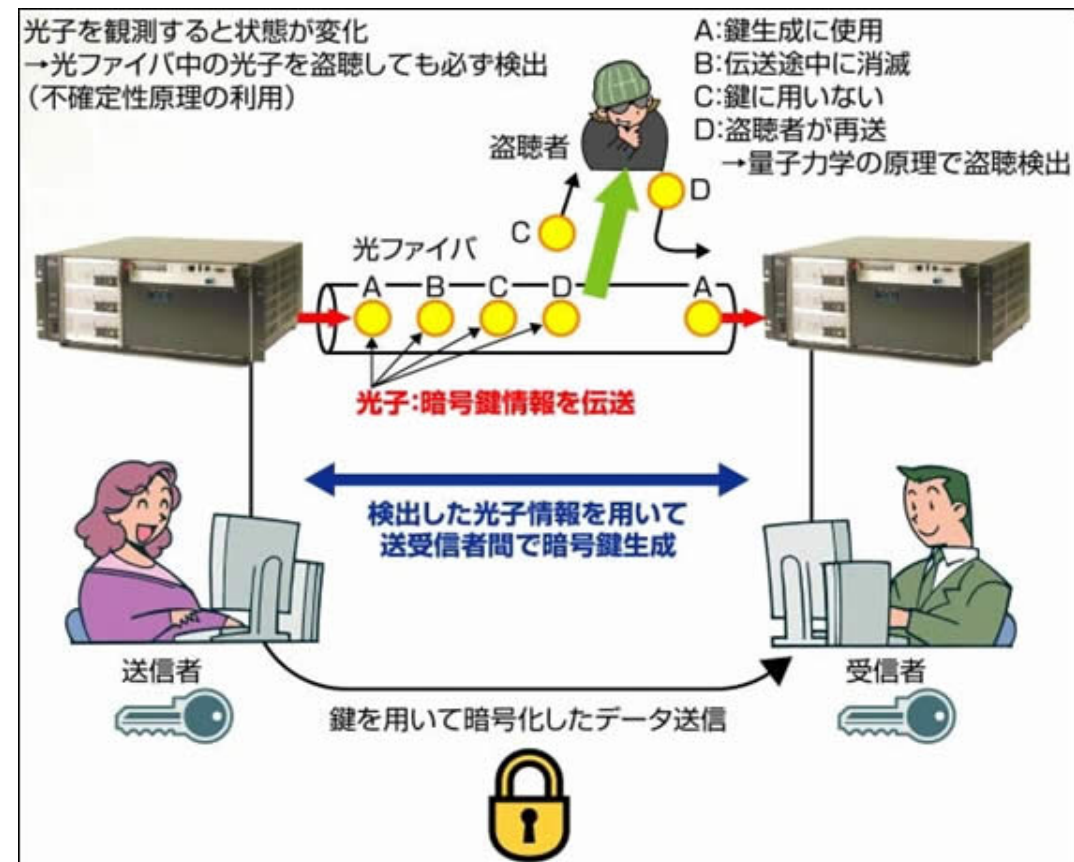 光子を観測すると状態が変化
→光ファイバ中の光子を盗聴しても必ず検出
（不確定性原理の利用）
A:鍵生成に使用
B:伝送途中に消滅
C:鍵に用いない
D:盗聴者が再送
→量子力学の原理で盗聴検出
盗聴者
D
C
光ファイバ
A B C D A
光子:暗号鍵情報を伝送
検出した光子情報を用いて
送受信者間で暗号鍵生成
送信者
受信者
鍵を用いて暗号化したデータ送信